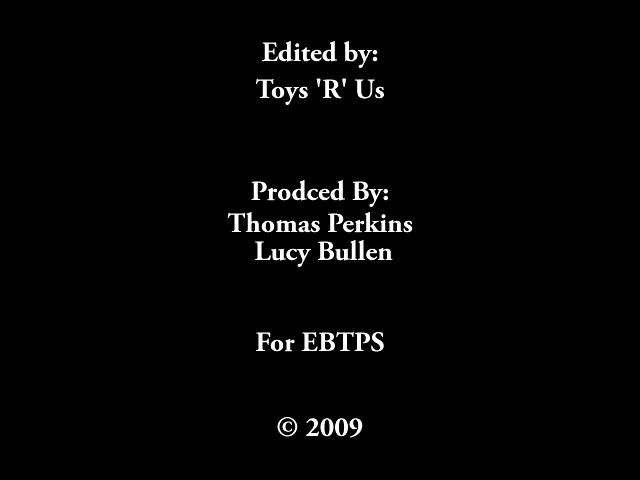 Edited by:
Toys 'R' Us
Prodced By:
Thomas Perkins
Lucy Bullen
For EBTPS
© 2009